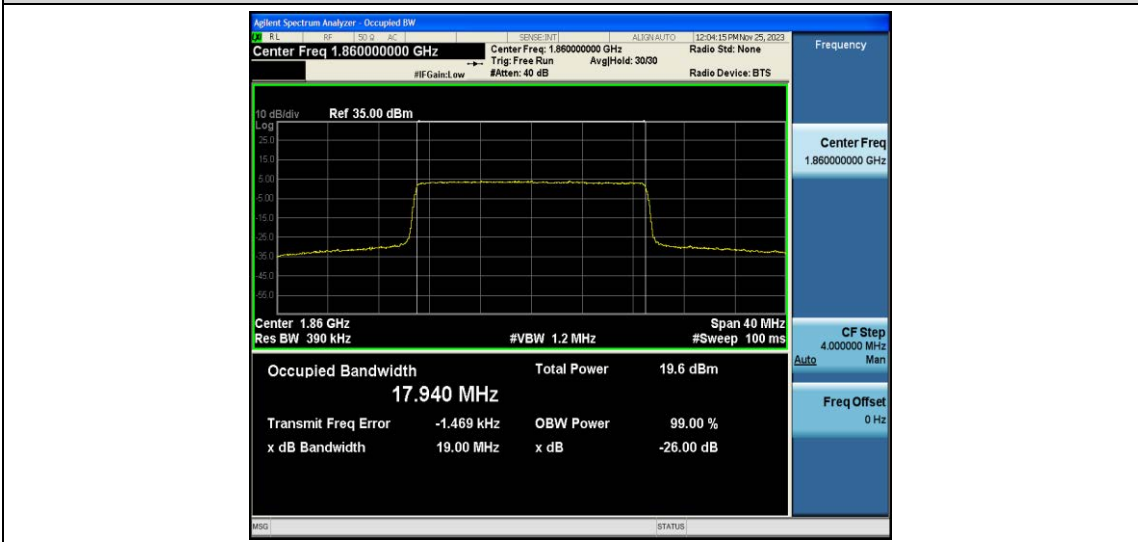 Agilent Spectrum Analyzer - Occupied BW
LXI RL RF 50 Ω AC SENSE:INT ALIGN AUTO 12:04:15 PM Nov 25, 2023
Center Freq 1.860000000 GHz
Center Freq: 1.860000000 GHz
Radio Std: None
Trig: Free Run Avg|Hold: 30/30
#IFGain:Low #Atten: 40 dB Radio Device: BTS
Frequency
10 dB/div Ref 35.00 dBm
Log
25.0
15.0
5.00
-5.00
-15.0
-25.0
-35.0
-45.0
-55.0
Center Freq
1.860000000 GHz
Center 1.86 GHz Span 40 MHz
Res BW 390 kHz #VBW 1.2 MHz #Sweep 100 ms
CF Step
4.000000 MHz
Auto Man
Occupied Bandwidth Total Power 19.6 dBm
17.940 MHz
Transmit Freq Error -1.469 kHz OBW Power 99.00 %
x dB Bandwidth 19.00 MHz x dB -26.00 dB
Freq Offset
0 Hz
MSG STATUS